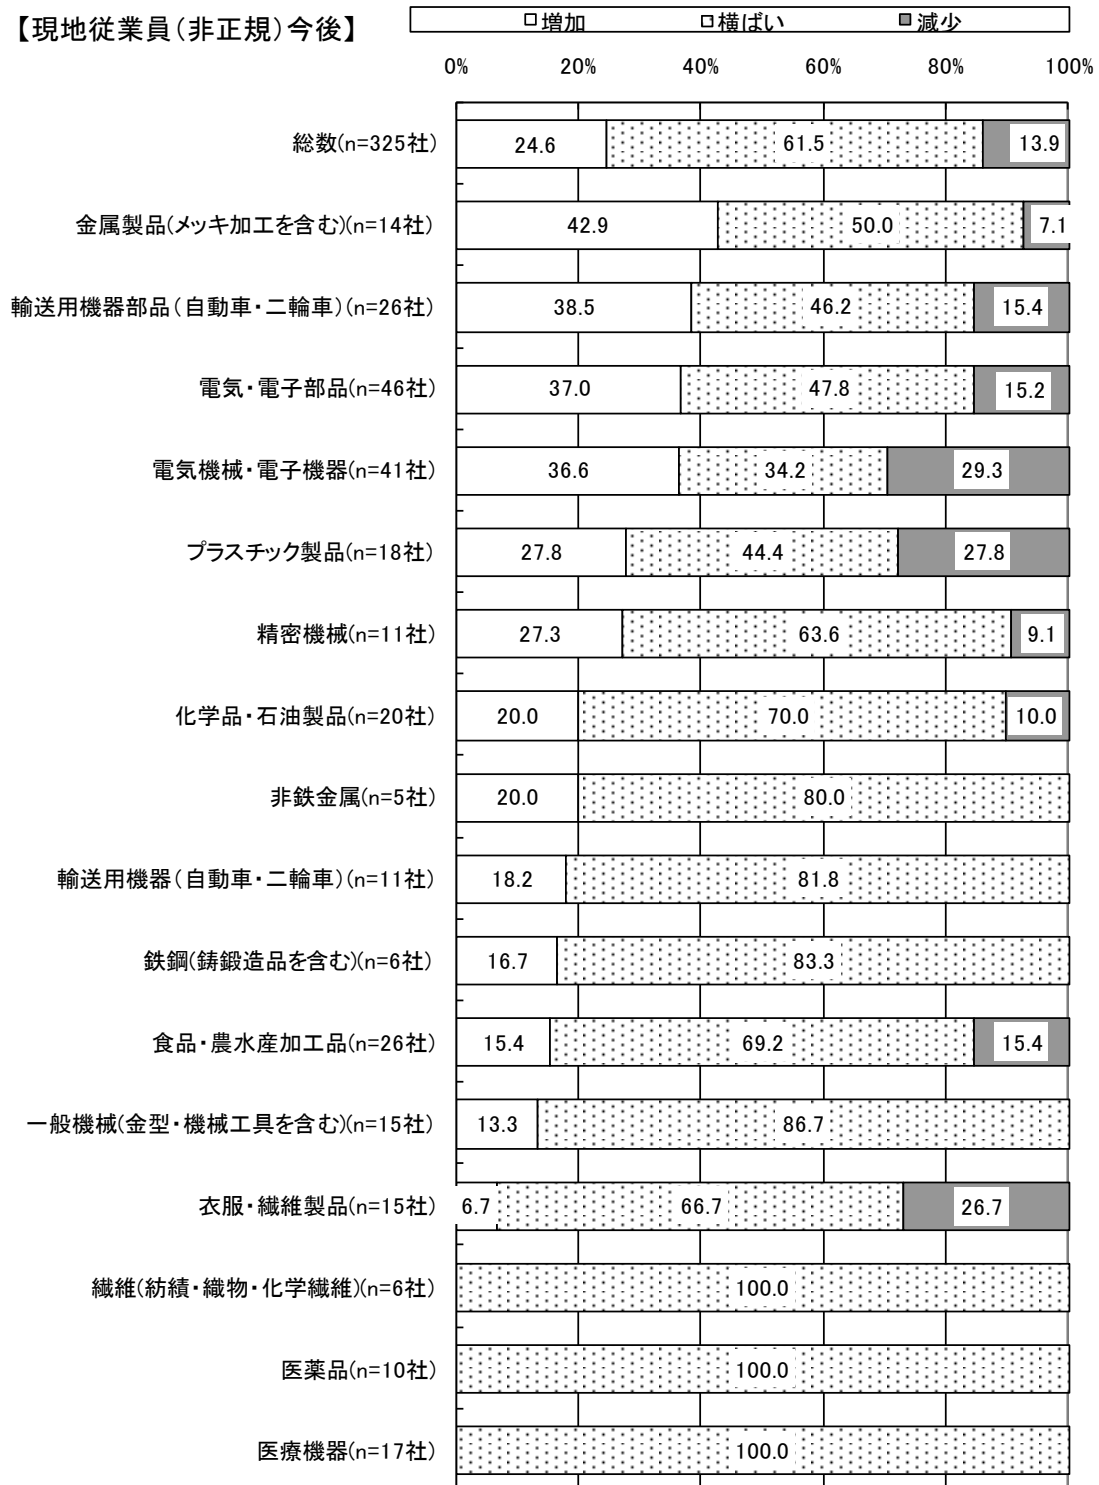 【現地従業員(非正規)今後】
増加 横ばい 減少
0% 20% 40% 60% 80% 100%
総数(n=325社) 24.6 61.5 13.9
金属製品(メッキ加工を含む)(n=14社) 42.9 50.0 7.1
輸送用機器部品(自動車・二輪車)(n=26社) 38.5 46.2 15.4
電気・電子部品(n=46社) 37.0 47.8 15.2
電気機械・電子機器(n=41社) 36.6 34.2 29.3
プラスチック製品(n=18社) 27.8 44.4 27.8
精密機械(n=11社) 27.3 63.6 9.1
化学品・石油製品(n=20社) 20.0 70.0 10.0
非鉄金属(n=5社) 20.0 80.0
輸送用機器(自動車・二輪車)(n=11社) 18.2 81.8
鉄鋼(鋳鍛造品を含む)(n=6社) 16.7 83.3
食品・農水産加工品(n=26社) 15.4 69.2 15.4
一般機械(金型・機械工具を含む)(n=15社) 13.3 86.7
衣服・繊維製品(n=15社) 6.7 66.7 26.7
繊維(紡績・織物・化学繊維)(n=6社) 100.0
医薬品(n=10社) 100.0
医療機器(n=17社) 100.0